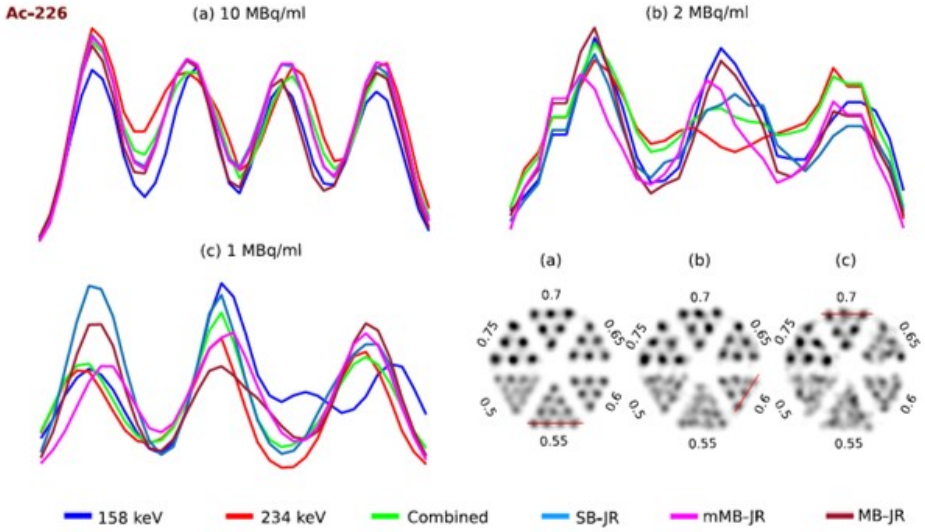 Ac-226
(a) 10 MBq/ml
(b) 2 MBq/ml
(c) 1 MBq/ml
(a)
(b)
(c)
0.7
0.7
0.7
0.75
0.65
0.75
0.65
0.75
0.65
0.5
0.6
0.5
0.6
0.5
0.6
0.55
0.55
0.55
158 keV
234 keV
Combined
SB-JR
mMB-JR
MB-JR